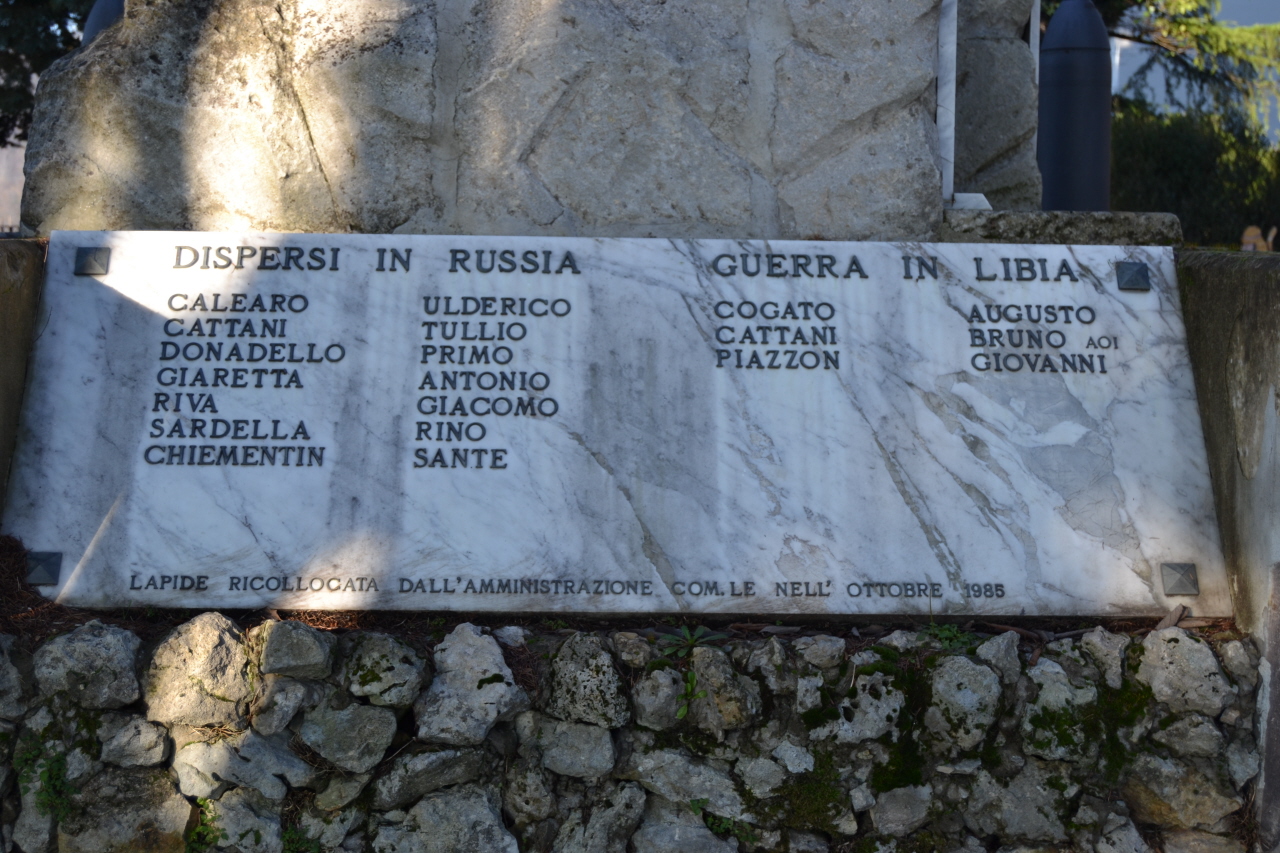 DISPERSI IN RUSSIA
CALEARO ULDERICO
CATTANI TULLIO
DONADELLO PRIMO
GIARETTA ANTONIO
RIVA GIACOMO
SARDELLA RINO
CHIEMENTIN SANTE
GUERRA IN LIBIA
COGATO AUGUSTO
CATTANI BRUNO AOI
PIAZZON GIOVANNI
LAPIDE RICOLLOCATA DALL'AMMINISTRAZIONE COM.LE NELL' OTTOBRE 1985